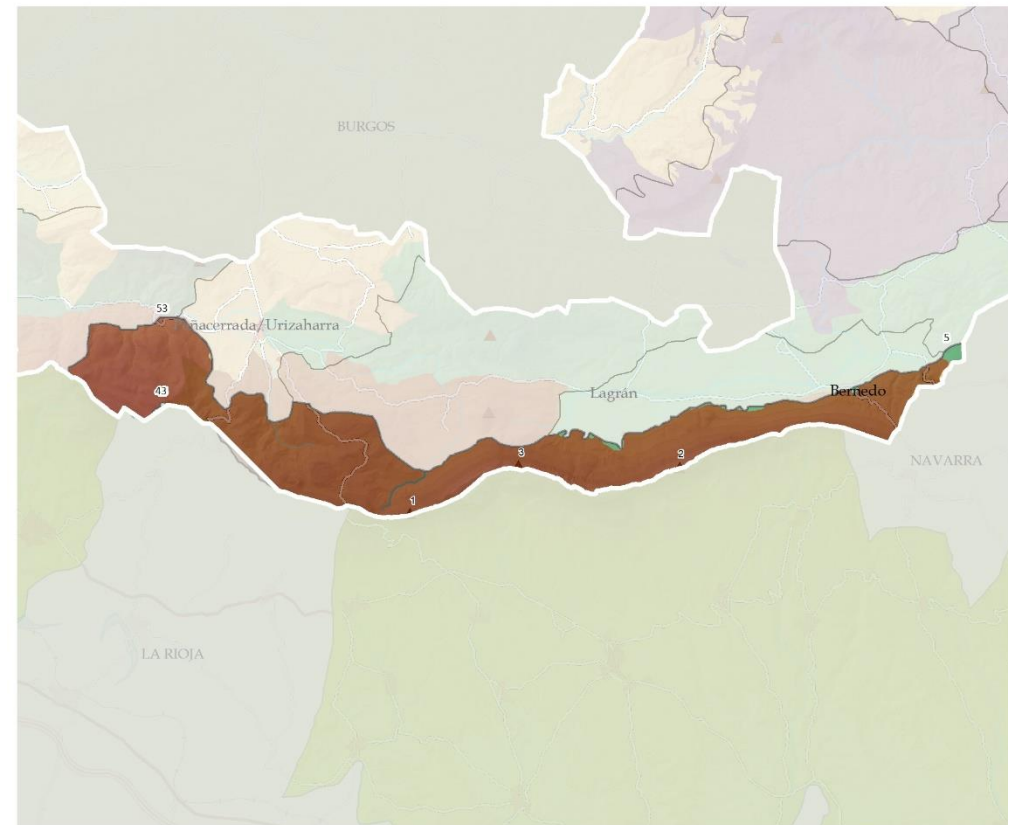 BURGOS
53
Peñacerrada/Urizaharra
5
43
Lagrán
Bernedo
3
2
NAVARRA
1
LA RIOJA